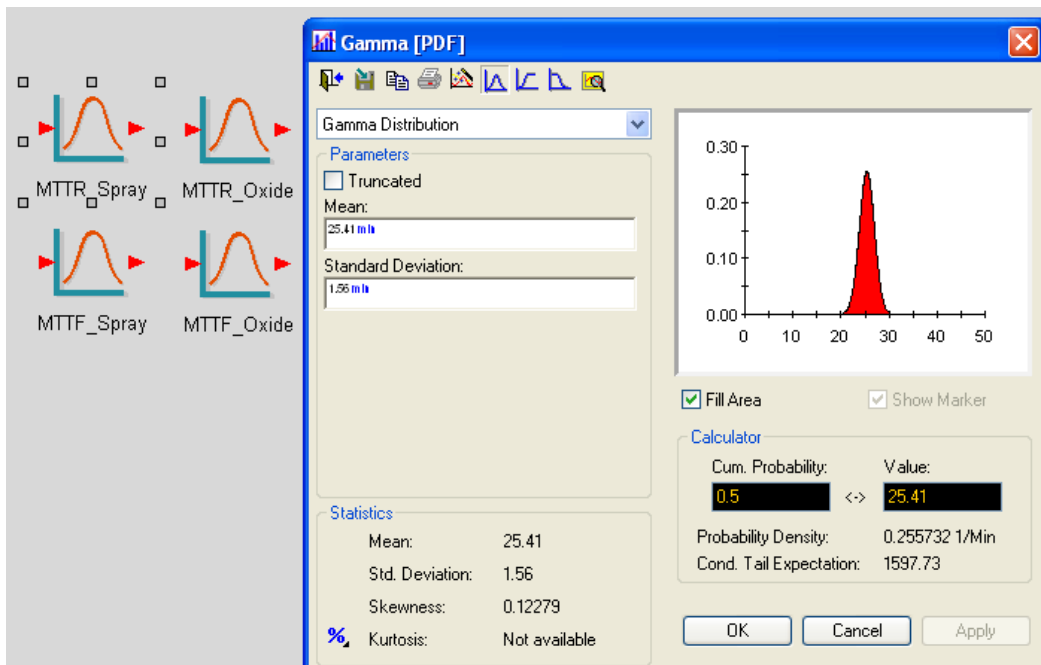 Gamma [PDF]
Gamma Distribution
MTTR_Spray
MTTR_Oxide
MTTF_Spray
MTTF_Oxide
Parameters
Truncated
Mean:
25.41 min
Standard Deviation:
1.56 min
Statistics
Mean: 25.41
Std. Deviation: 1.56
Skewness: 0.12279
%
Kurtosis: Not available
0.30
0.20
0.10
0.00
0 10 20 30 40 50
Fill Area
Show Marker
Calculator
Cum. Probability: Value:
0.5 <-> 25.41
Probability Density: 0.255732 1/Min
Cond. Tail Expectation: 1597.73
OK Cancel Apply